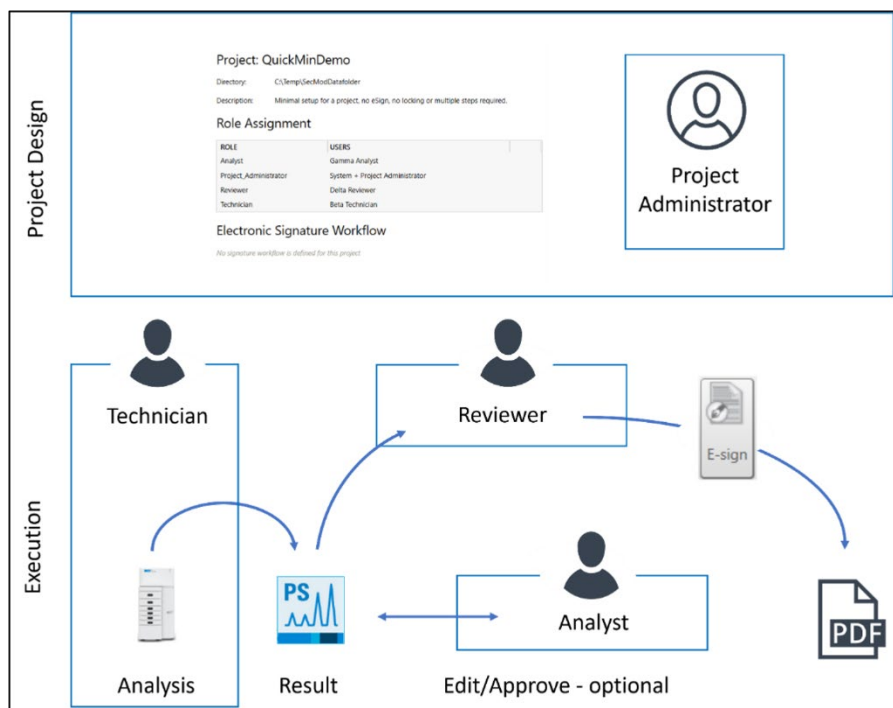 Project Design
Project: QuickMinDemo
Directory: C:\Temp\SecModDatafolder
Description: Minimal setup for a project, no eSign, no locking or multiple steps required.
Role Assignment
ROLE USERS
Analyst Gamma Analyst
Project_Administrator System + Project Administrator
Reviewer Delta Reviewer
Technician Beta Technician
Electronic Signature Workflow
No signature workflow is defined for this project
Project
Administrator
Execution
Technician
Reviewer
E-sign
PS
Analyst
PDF
Analysis
Result
Edit/Approve - optional